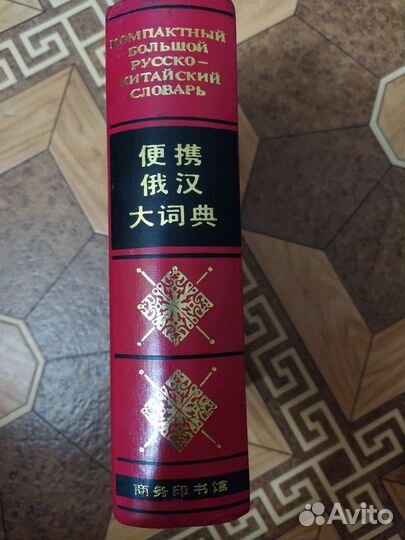 КОМПАКТНЫЙ
БОЛЬШОЙ
РУССКО-
КИТАЙСКИЙ
СЛОВАРЬ
便携
俄汉
大词典
商务印书馆
Avito